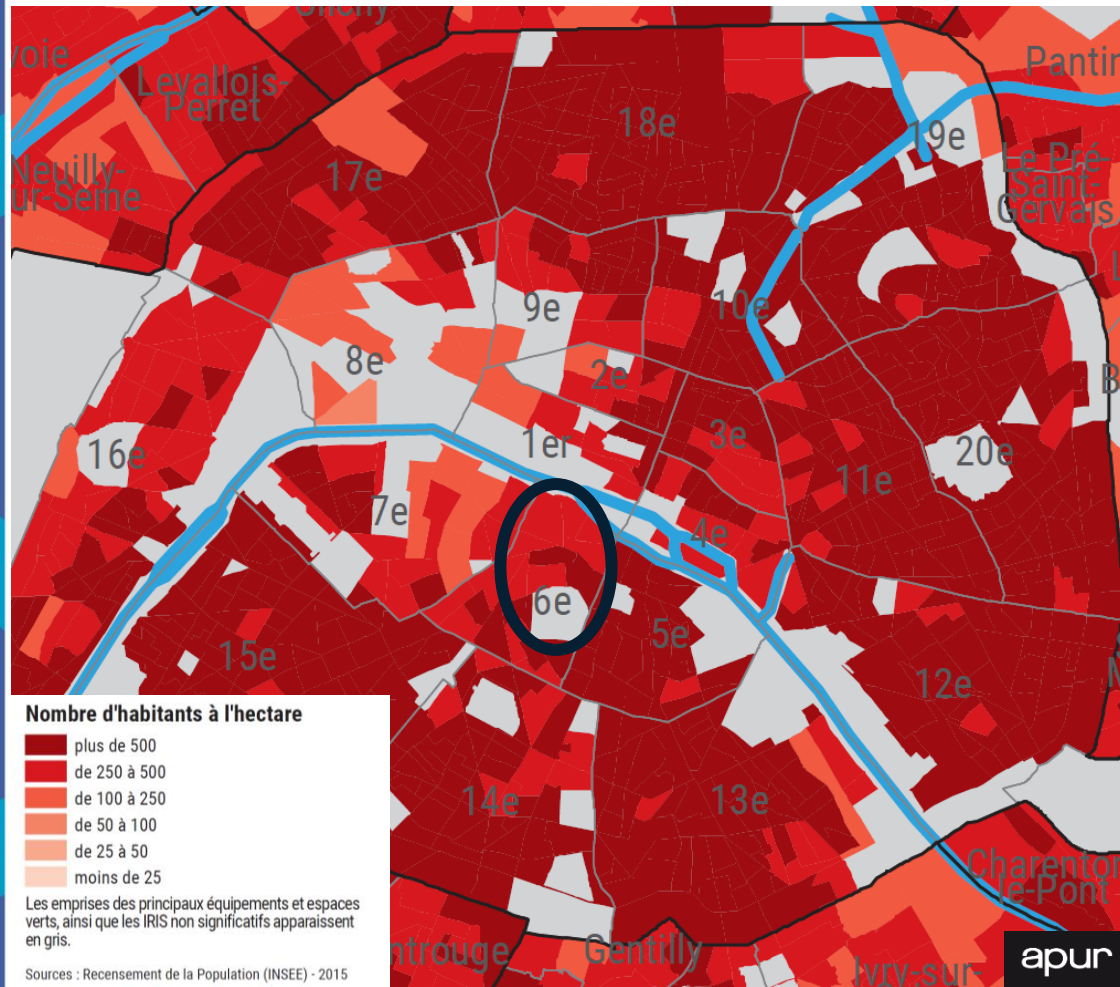 Clichy
Levallois-
Perret
Pantin
18e
19e
17e
Neuilly-
ur-Seine
Le Pré-
Saint-
Gervais
9e
10e
8e
2e
1er
3e
16e
20e
11e
7e
4e
6e
5e
15e
12e
14e
13e
Charenton-
le-Pont
ntrouge
Gentilly
Ivry-sur-
Nombre d'habitants à l'hectare
plus de 500
de 250 à 500
de 100 à 250
de 50 à 100
de 25 à 50
moins de 25
Les emprises des principaux équipements et espaces
verts, ainsi que les IRIS non significatifs apparaissent
en gris.
Sources : Recensement de la Population (INSEE) - 2015
apur